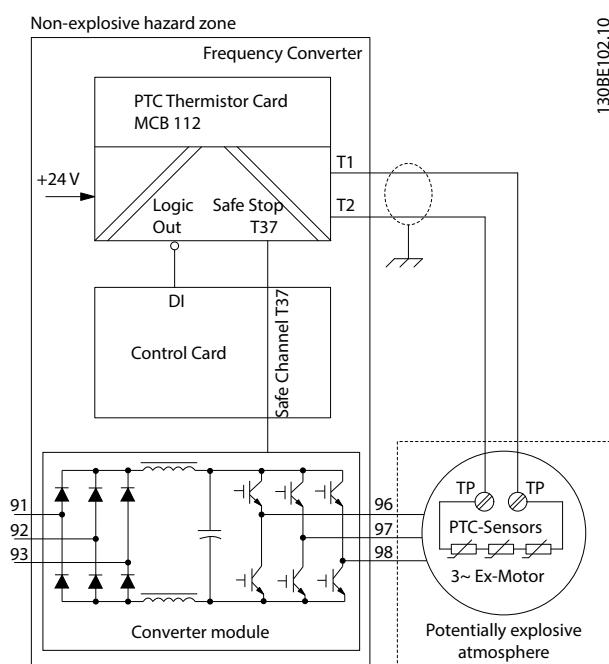 Non-explosive hazard zone
130BE102.10
Frequency Converter
PTC Thermistor Card
MCB 112
T1
+24 V
T2
Logic
Out
Safe Stop
T37
DI
Safe Channel T37
Control Card
91
92
93
96
97
98
TP
TP
PTC-Sensors
3~ Ex-Motor
Converter module
Potentially explosive
atmosphere